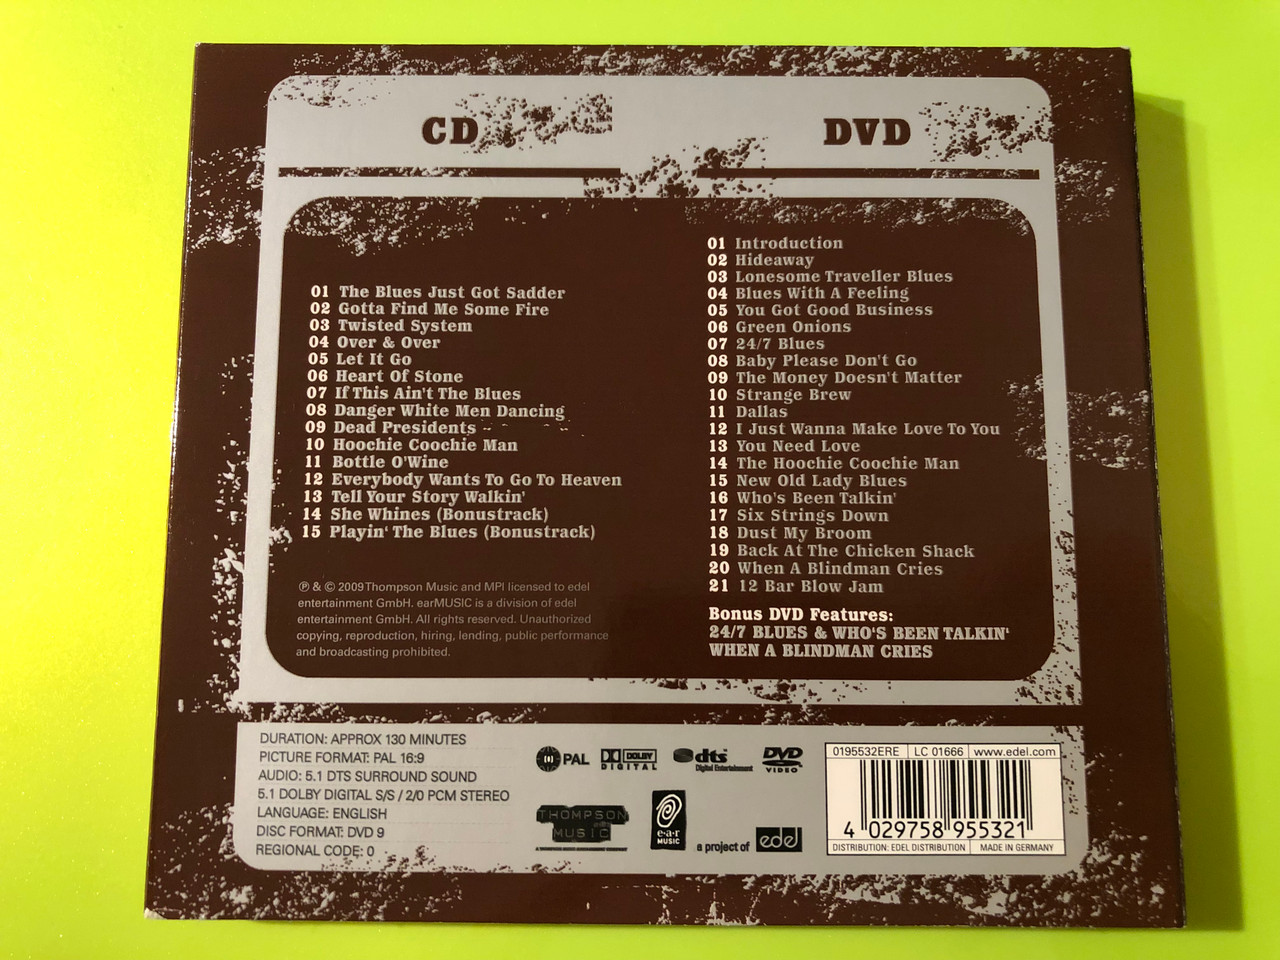 CD
01 The Blues Just Got Sadder
02 Gotta Find Me Some Fire
03 Twisted System
04 Over & Over
05 Let It Go
06 Heart Of Stone
07 If This Ain't The Blues
08 Danger White Men Dancing
09 Dead Presidents
10 Hoochie Coochie Man
11 Bottle O'Wine
12 Everybody Wants To Go To Heaven
13 Tell Your Story Walkin'
14 She Whines (Bonustrack)
15 Playin' The Blues (Bonustrack)
℗ & © 2009 Thompson Music and MPI licensed to edel
entertainment GmbH. earMUSIC is a division of edel
entertainment GmbH. All rights reserved. Unauthorized
copying, reproduction, hiring, lending, public performance
and broadcasting prohibited.
DVD
01 Introduction
02 Hideaway
03 Lonesome Traveller Blues
04 Blues With A Feeling
05 You Got Good Business
06 Green Onions
07 24/7 Blues
08 Baby Please Don't Go
09 The Money Doesn't Matter
10 Strange Brew
11 Dallas
12 I Just Wanna Make Love To You
13 You Need Love
14 The Hoochie Coochie Man
15 New Old Lady Blues
16 Who's Been Talkin'
17 Six Strings Down
18 Dust My Broom
19 Back At The Chicken Shack
20 When A Blindman Cries
21 12 Bar Blow Jam
Bonus DVD Features:
24/7 BLUES & WHO'S BEEN TALKIN'
WHEN A BLINDMAN CRIES
DURATION: APPROX 130 MINUTES
PICTURE FORMAT: PAL 16:9
AUDIO: 5.1 DTS SURROUND SOUND
5.1 DOLBY DIGITAL S/S / 2/0 PCM STEREO
LANGUAGE: ENGLISH
DISC FORMAT: DVD 9
REGIONAL CODE: 0
PAL
DOLBY
DIGITAL
dts
Digital Entertainment
DVD
VIDEO
THOMPSON
MUSIC
e·a·r
MUSIC
a project of edel
0195532ERE LC 01666 www.edel.com
4 029758 955321
DISTRIBUTION: EDEL DISTRIBUTION MADE IN GERMANY